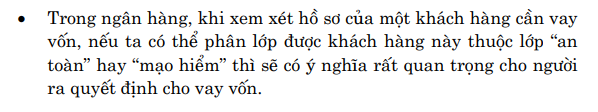 • Trong ngân hàng, khi xem xét hồ sơ của một khách hàng cần vay
vốn, nếu ta có thể phân lớp được khách hàng này thuộc lớp “an
toàn” hay “mạo hiểm” thì sẽ có ý nghĩa rất quan trọng cho người
ra quyết định cho vay vốn.